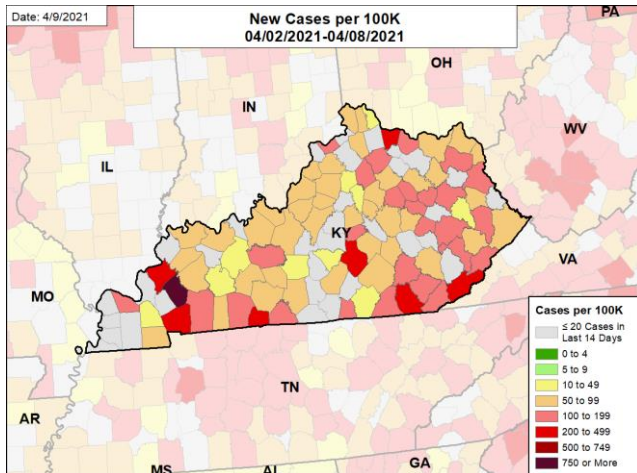 Date: 4/9/2021
New Cases per 100K
04/02/2021-04/08/2021
PA
OH
IN
WV
IL
KY
VA
MO
TN
AR
MS
AL
GA
Cases per 100K
≤ 20 Cases in
Last 14 Days
0 to 4
5 to 9
10 to 49
50 to 99
100 to 199
200 to 499
500 to 749
750 or More